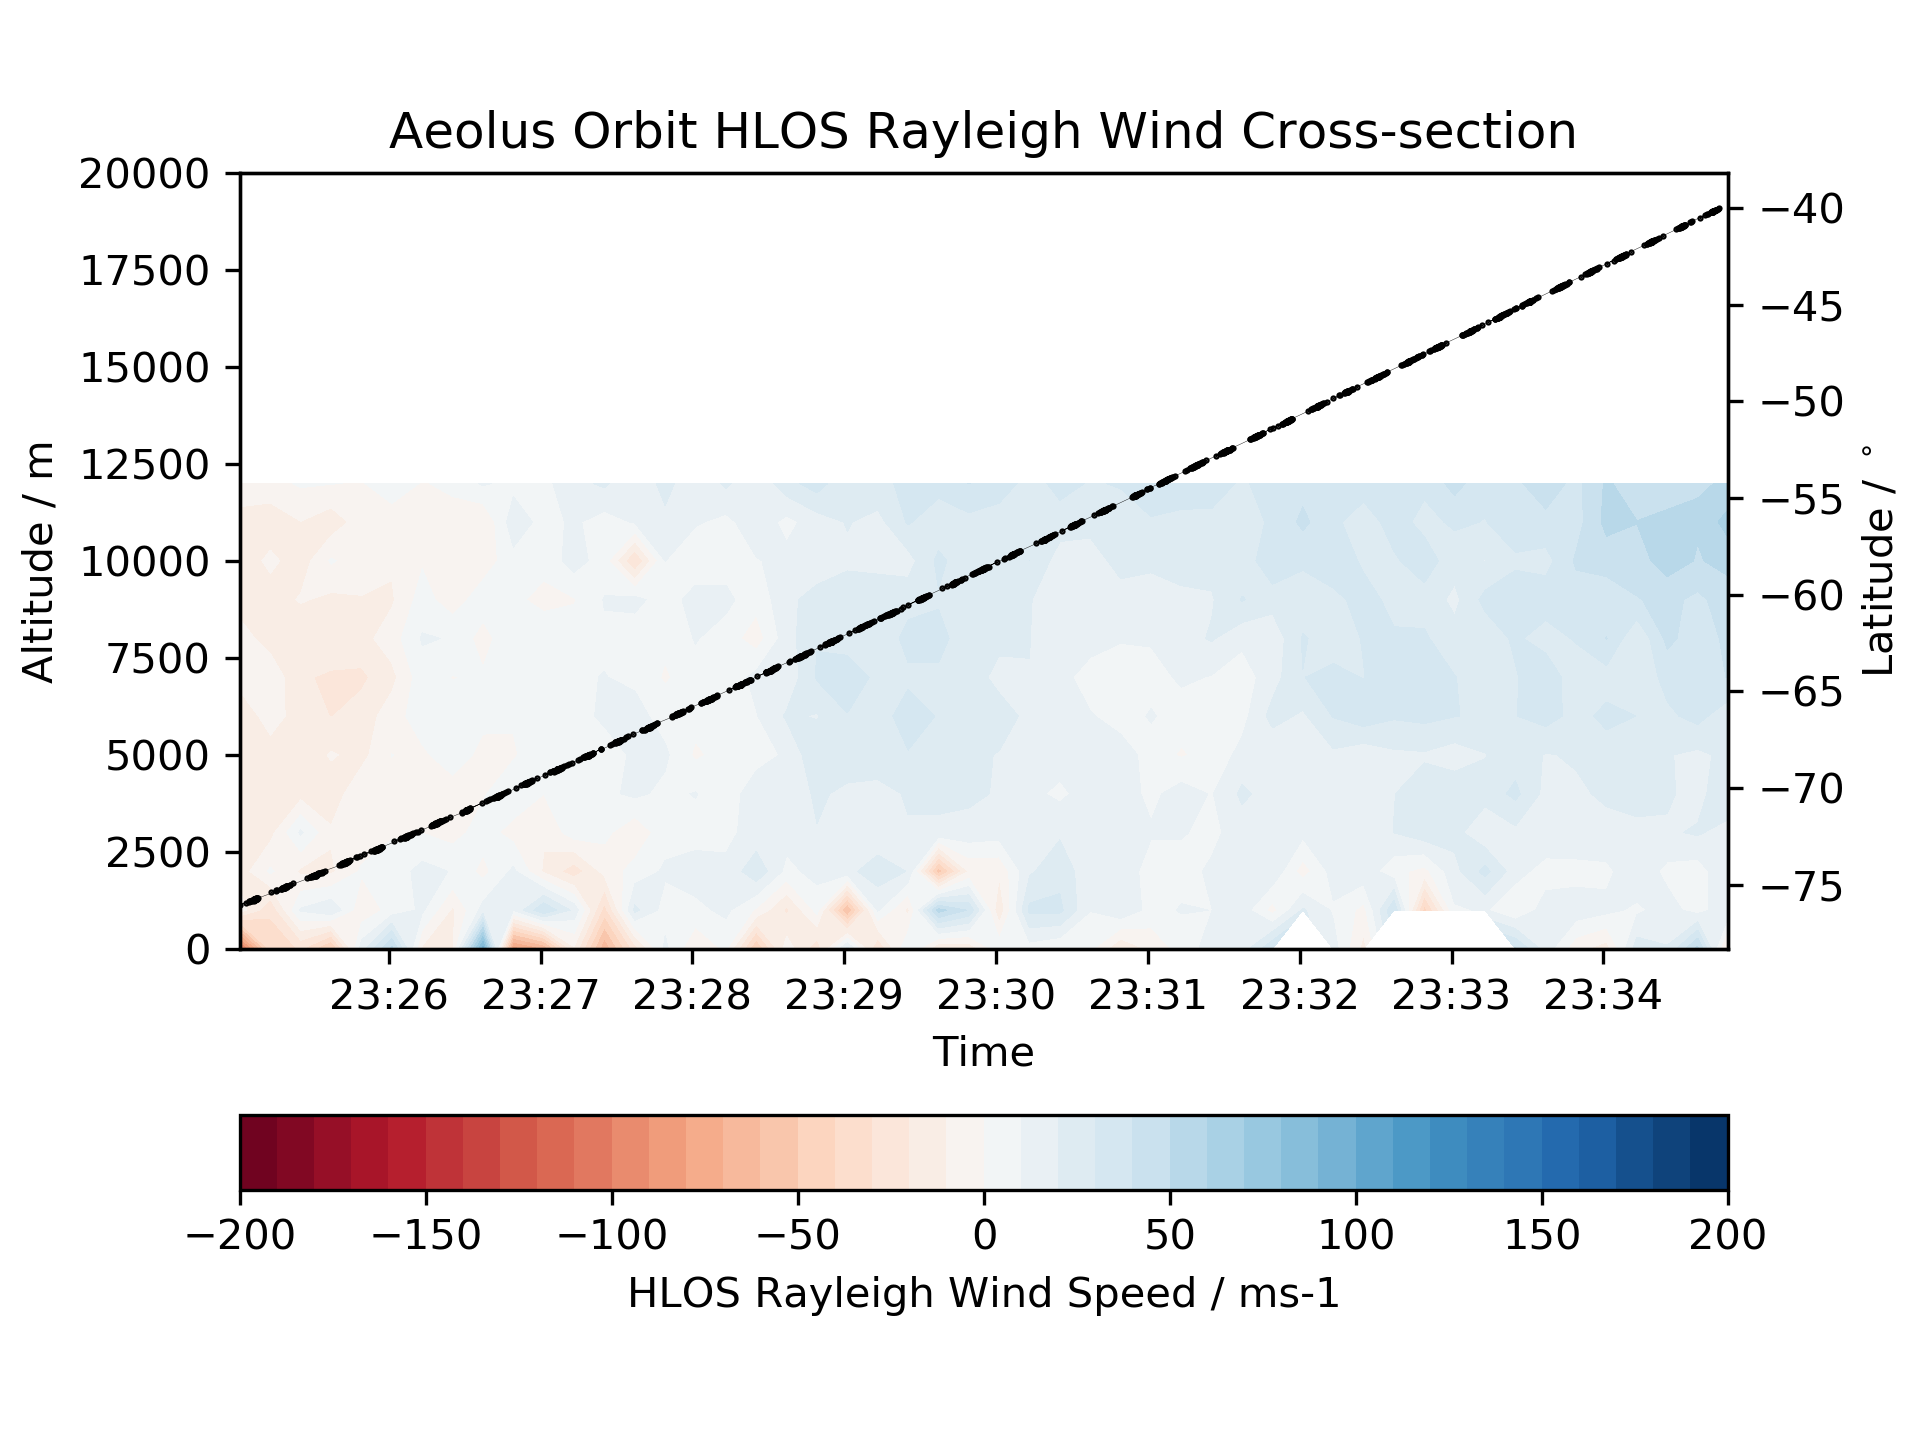 Aeolus Orbit HLOS Rayleigh Wind Cross-section
20000
17500
15000
12500
10000
7500
5000
2500
0
Altitude / m
−40
−45
−50
−55
−60
−65
−70
−75
Latitude / °
23:26 23:27 23:28 23:29 23:30 23:31 23:32 23:33 23:34
Time
−200 −150 −100 −50 0 50 100 150 200
HLOS Rayleigh Wind Speed / ms-1